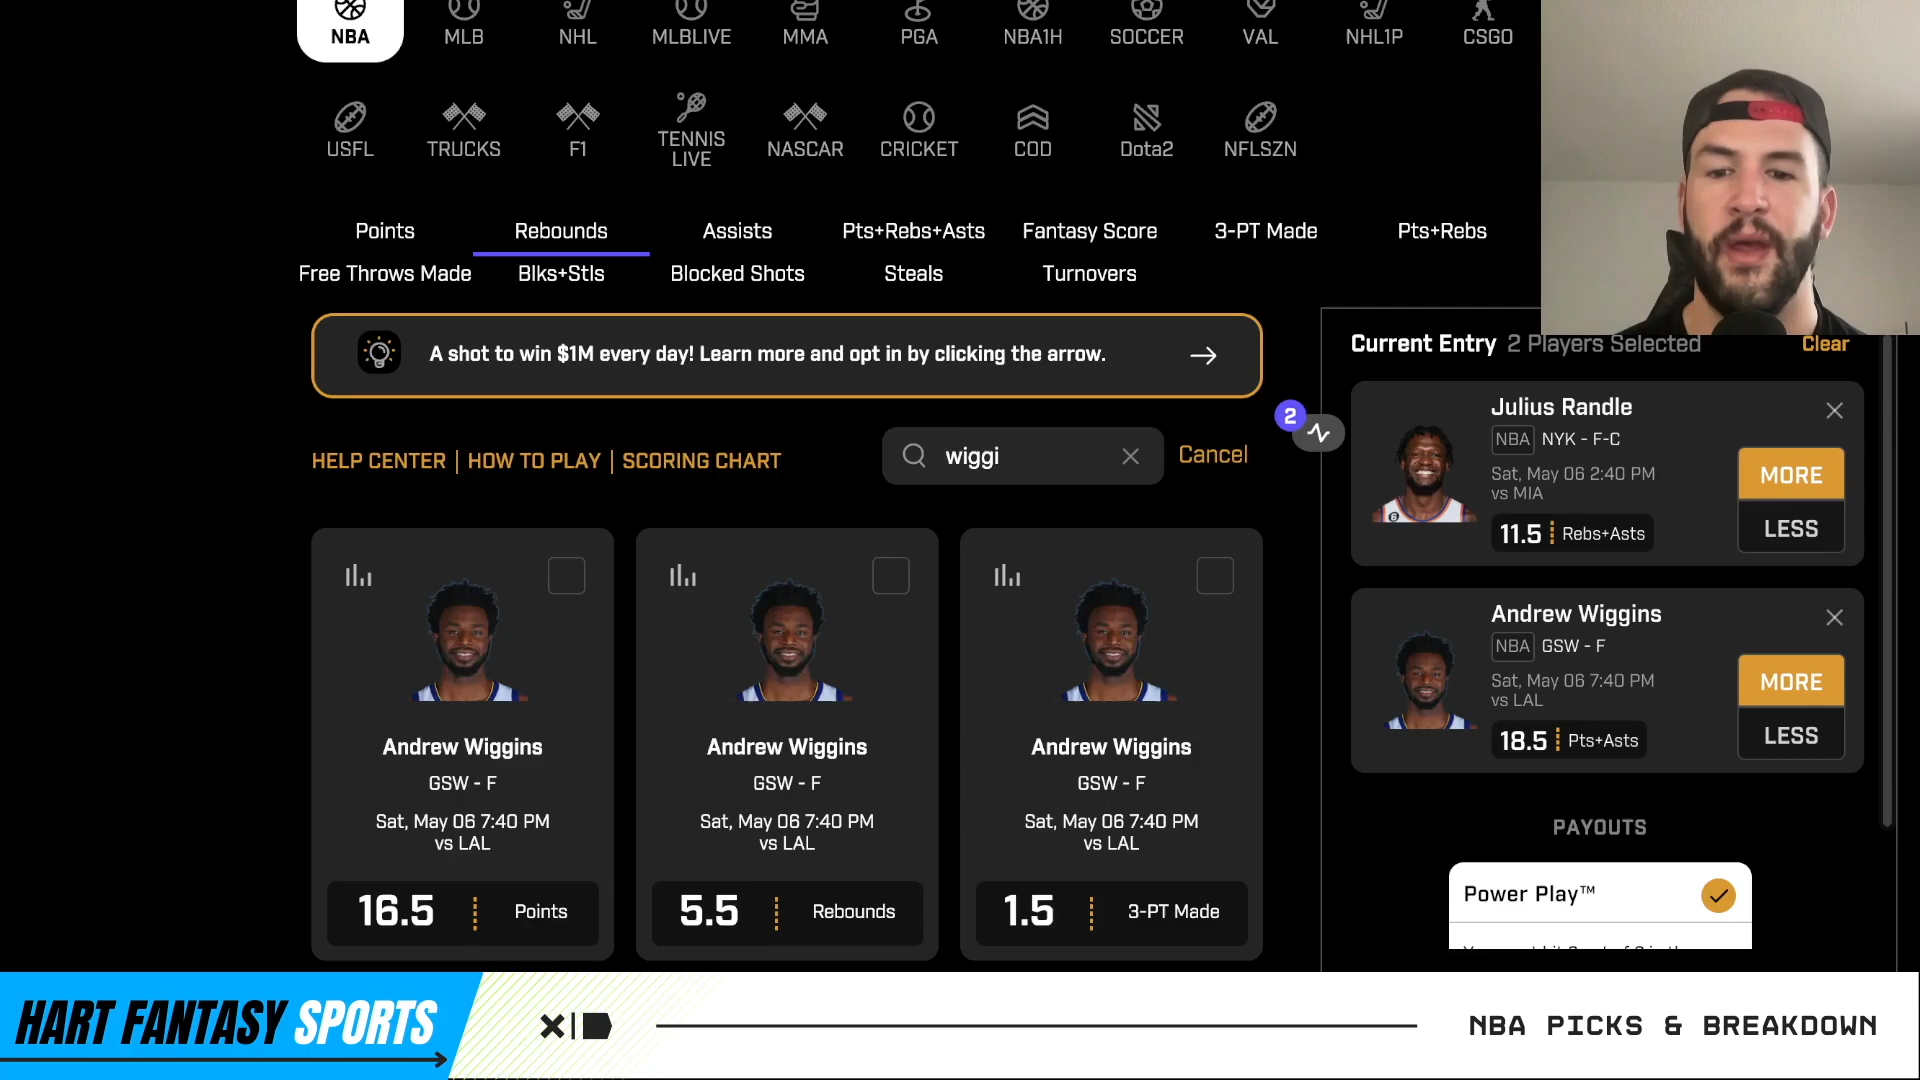 NBA
MLB
NHL
MLBLIVE
MMA
PGA
NBA1H
SOCCER
VAL
NHL1P
CSGO
USFL
TRUCKS
F1
TENNIS
LIVE
NASCAR
CRICKET
COD
Dota2
NFLSZN
Points
Rebounds
Assists
Pts+Rebs+Asts
Fantasy Score
3-PT Made
Pts+Rebs
Free Throws Made
Blks+Stls
Blocked Shots
Steals
Turnovers
A shot to win $1M every day! Learn more and opt in by clicking the arrow.
HELP CENTER | HOW TO PLAY | SCORING CHART
wiggi
Cancel
2
Andrew Wiggins
GSW - F
Sat, May 06 7:40 PM
vs LAL
16.5
Points
Andrew Wiggins
GSW - F
Sat, May 06 7:40 PM
vs LAL
5.5
Rebounds
Andrew Wiggins
GSW - F
Sat, May 06 7:40 PM
vs LAL
1.5
3-PT Made
Current Entry 2 Players Selected
Clear
Julius Randle
NBA NYK - F-C
Sat, May 06 2:40 PM
vs MIA
11.5 Rebs+Asts
MORE
LESS
Andrew Wiggins
NBA GSW - F
Sat, May 06 7:40 PM
vs LAL
18.5 Pts+Asts
MORE
LESS
PAYOUTS
Power Play™
HART FANTASY SPORTS
NBA PICKS & BREAKDOWN